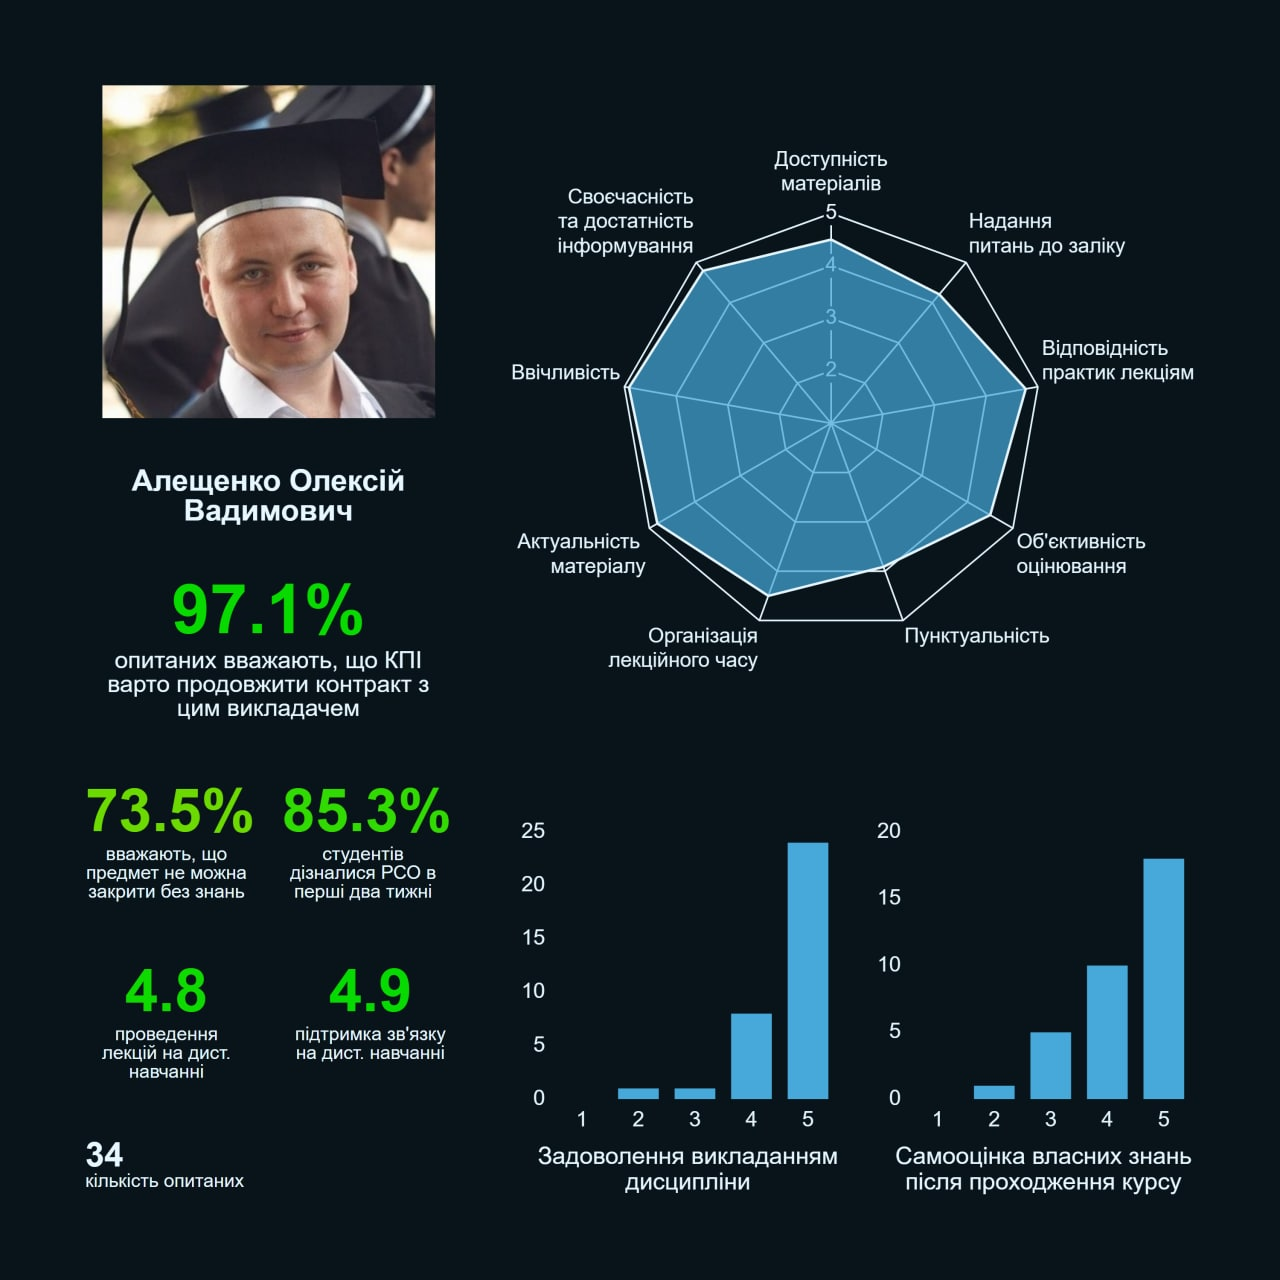 Алещенко Олексій
Вадимович
97.1%
опитаних вважають, що КПІ
варто продовжити контракт з
цим викладачем
73.5%
вважають, що
предмет не можна
закрити без знань
85.3%
студентів
дізналися РСО в
перші два тижні
4.8
проведення
лекцій на дист.
навчанні
4.9
підтримка зв'язку
на дист. навчанні
34
кількість опитаних
Доступність
матеріалів
Надання
питань до заліку
Відповідність
практик лекціям
Об'єктивність
оцінювання
Пунктуальність
Організація
лекційного часу
Актуальність
матеріалу
Ввічливість
Своєчасність
та достатність
інформування
5
4
3
2
25
20
15
10
5
0
1 2 3 4 5
Задоволення викладанням
дисципліни
20
15
10
5
0
1 2 3 4 5
Самооцінка власних знань
після проходження курсу